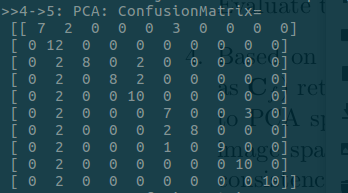 >>4->5: PCA: ConfusionMatrix=
[[ 7 2 0 0 0 3 0 0 0 0]
[ 0 12 0 0 0 0 0 0 0 0]
[ 0 2 8 0 2 0 0 0 0 0]
[ 0 2 0 8 2 0 0 0 0 0]
[ 0 2 0 0 10 0 0 0 0 0]
[ 0 2 0 0 0 7 0 0 3 0]
[ 0 2 0 0 0 2 8 0 0 0]
[ 0 2 0 0 0 1 0 9 0 0]
[ 0 2 0 0 0 0 0 0 10 0]
[ 0 2 0 0 0 0 0 0 0 10]]